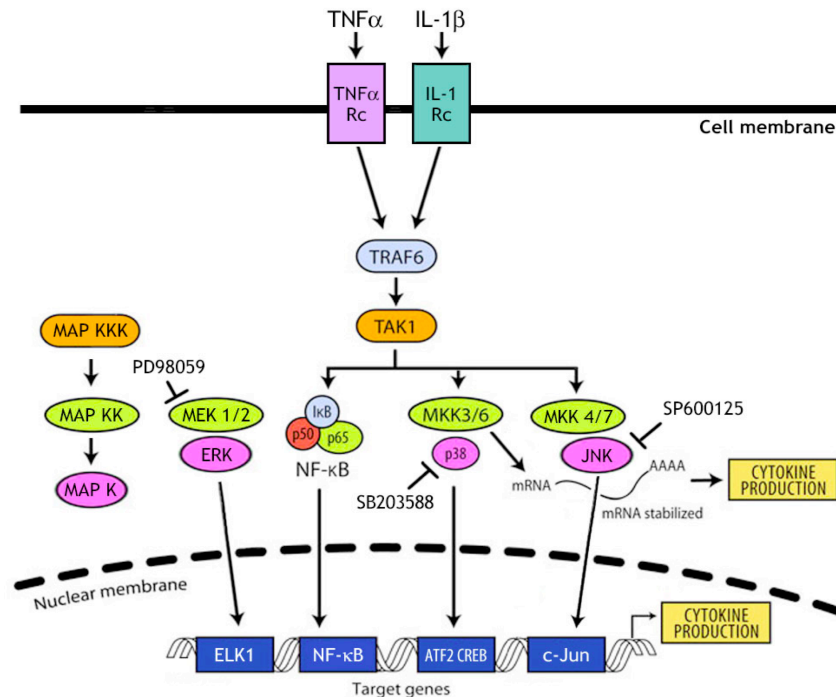 TNFα
IL-1β
TNFα
Rc
IL-1
Rc
Cell membrane
TRAF6
TAK1
MAP KKK
PD98059
MAP KK
MEK 1/2
IκB
p50
p65
MKK3/6
MKK 4/7
SP600125
ERK
NF-κB
p38
JNK
MAP K
SB203588
mRNA
AAAA
mRNA stabilized
CYTOKINE
PRODUCTION
Nuclear membrane
ELK1
NF-κB
ATF2 CREB
c-Jun
CYTOKINE
PRODUCTION
Target genes